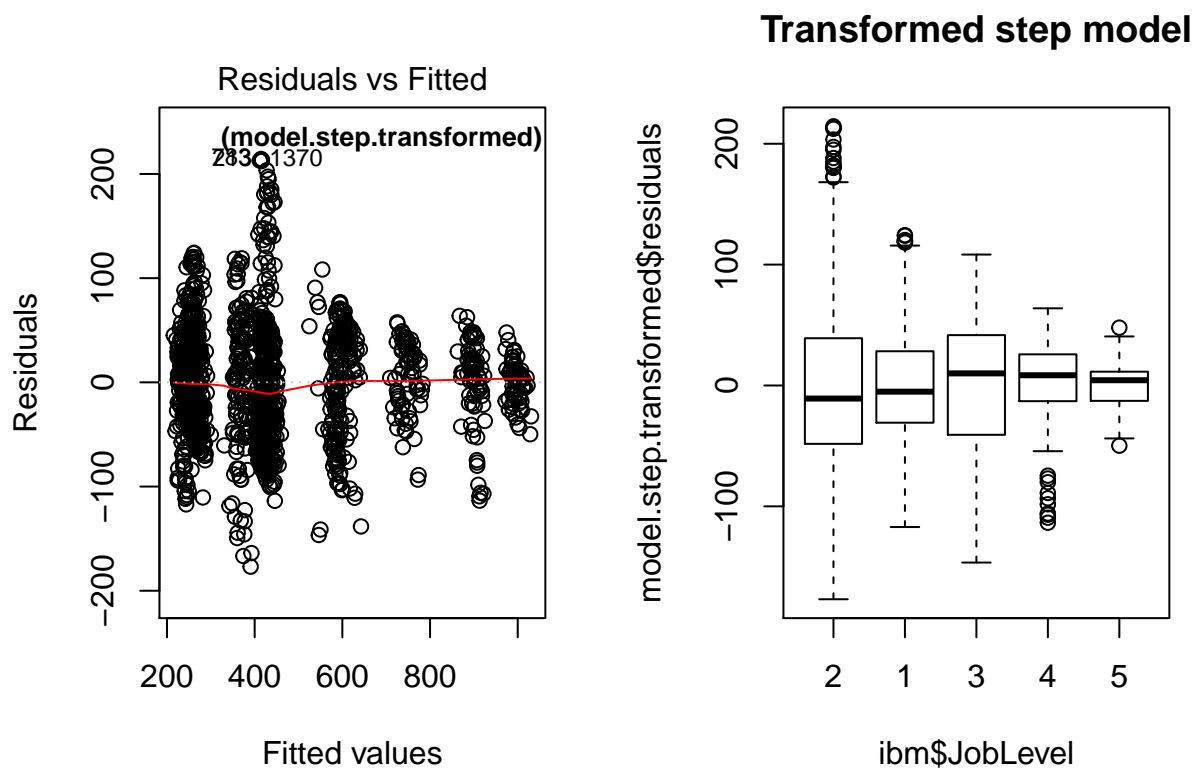 Transformed step model
Residuals vs Fitted
(model.step.transformed)
1370
Residuals
200
100
0
−100
−200
200 400 600 800
Fitted values
model.step.transformed$residuals
200
100
0
−100
2 1 3 4 5
ibm$JobLevel